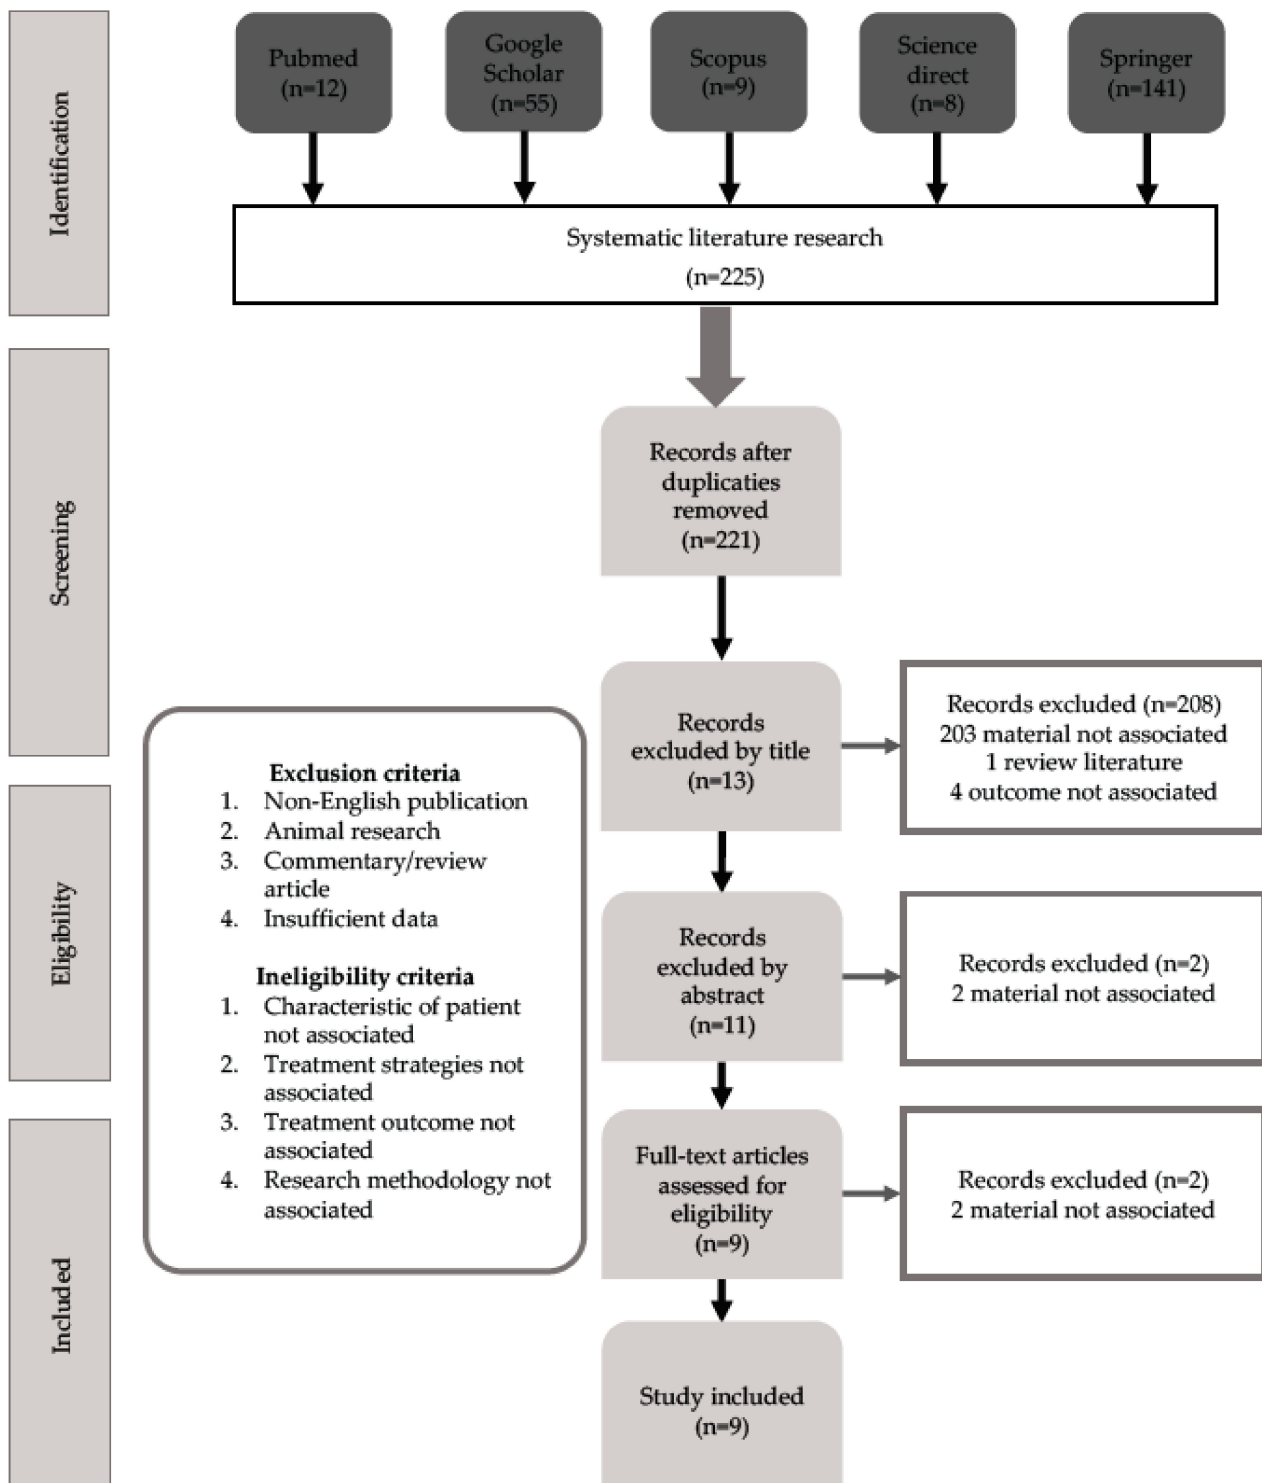 Identification
Pubmed
(n=12)
Google
Scholar
(n=55)
Scopus
(n=9)
Science
direct
(n=8)
Springer
(n=141)
Systematic literature research
(n=225)
Screening
Records after
duplicaties
removed
(n=221)
Records
excluded by title
(n=13)
Records excluded (n=208)
203 material not associated
1 review literature
4 outcome not associated
Exclusion criteria
1. Non-English publication
2. Animal research
3. Commentary/review
article
4. Insufficient data
Ineligibility criteria
1. Characteristic of patient
not associated
2. Treatment strategies not
associated
3. Treatment outcome not
associated
4. Research methodology not
associated
Eligibility
Records
excluded by
abstract
(n=11)
Records excluded (n=2)
2 material not associated
Included
Full-text articles
assessed for
eligibility
(n=9)
Records excluded (n=2)
2 material not associated
Study included
(n=9)